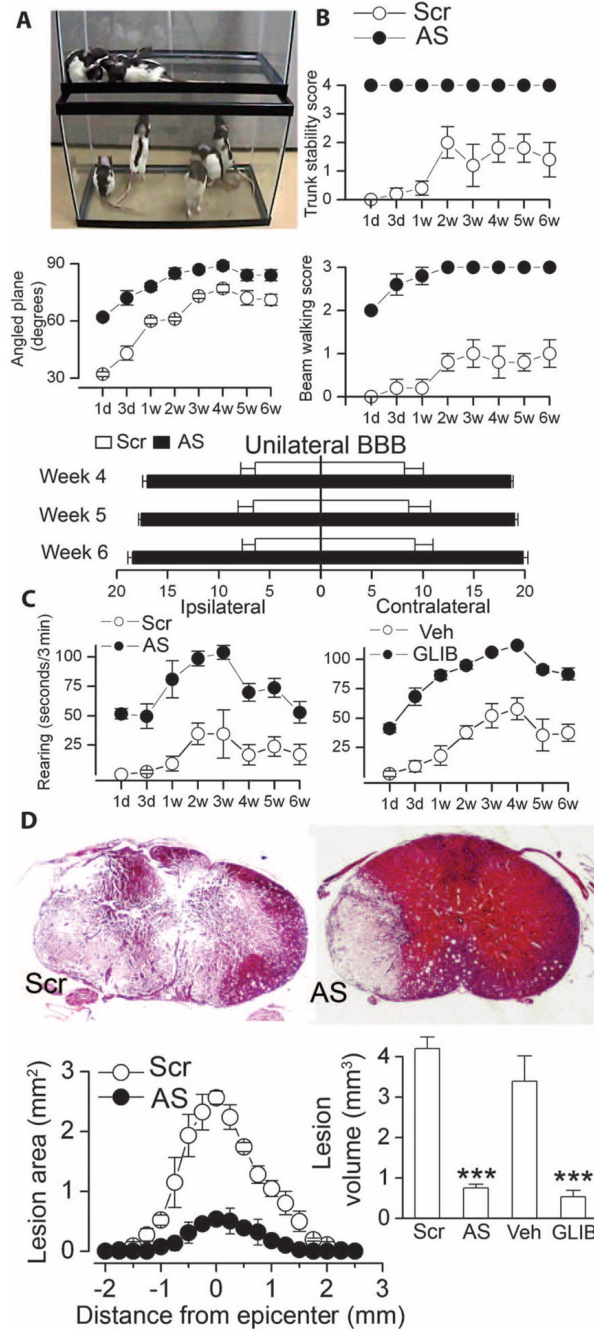 A
B
Scr
AS
Trunk stability score
4
3
2
1
0
1d 3d 1w 2w 3w 4w 5w 6w
Angled plane
(degrees)
90
60
30
1d 3d 1w 2w 3w 4w 5w 6w
Beam walking score
3
2
1
0
1d 3d 1w 2w 3w 4w 5w 6w
Scr AS
Unilateral BBB
Week 4
Week 5
Week 6
20 15 10 5 0 5 10 15 20
Ipsilateral Contralateral
C
Scr
AS
Rearing (seconds/3 min)
100
75
50
25
1d 3d 1w 2w 3w 4w 5w 6w
Veh
GLIB
100
75
50
25
1d 3d 1w 2w 3w 4w 5w 6w
D
Scr
AS
Scr
AS
Lesion area (mm²)
3
2
1
0
-2 -1 0 1 2 3
Distance from epicenter (mm)
Lesion
volume (mm³)
4
3
2
1
0
*** ***
Scr AS Veh GLIB